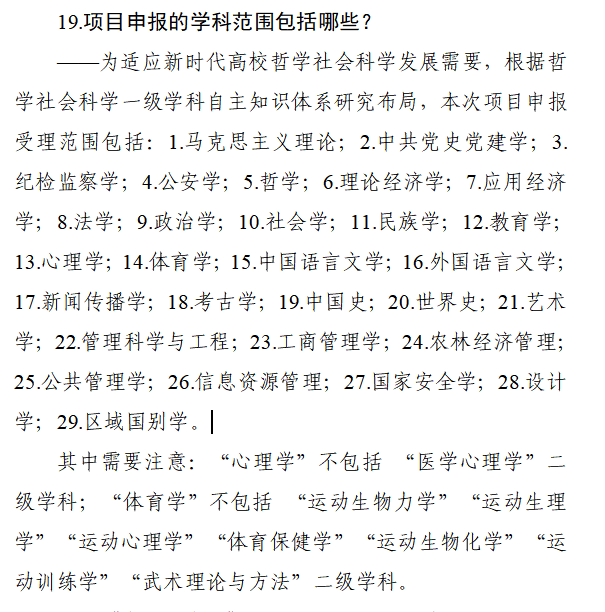 19.项目申报的学科范围包括哪些？
——为适应新时代高校哲学社会科学发展需要，根据哲
学社会科学一级学科自主知识体系研究布局，本次项目申报
受理范围包括：1.马克思主义理论；2.中共党史党建学；3.
纪检监察学；4.公安学；5.哲学；6.理论经济学；7.应用经济
学；8.法学；9.政治学；10.社会学；11.民族学；12.教育学；
13.心理学；14.体育学；15.中国语言文学；16.外国语言文学；
17.新闻传播学；18.考古学；19.中国史；20.世界史；21.艺术
学；22.管理科学与工程；23.工商管理学；24.农林经济管理；
25.公共管理学；26.信息资源管理；27.国家安全学；28.设计
学；29.区域国别学。
其中需要注意：“心理学”不包括 “医学心理学”二
级学科；“体育学”不包括 “运动生物力学”“运动生理
学”“运动心理学”“体育保健学”“运动生物化学”“运
动训练学”“武术理论与方法”二级学科。